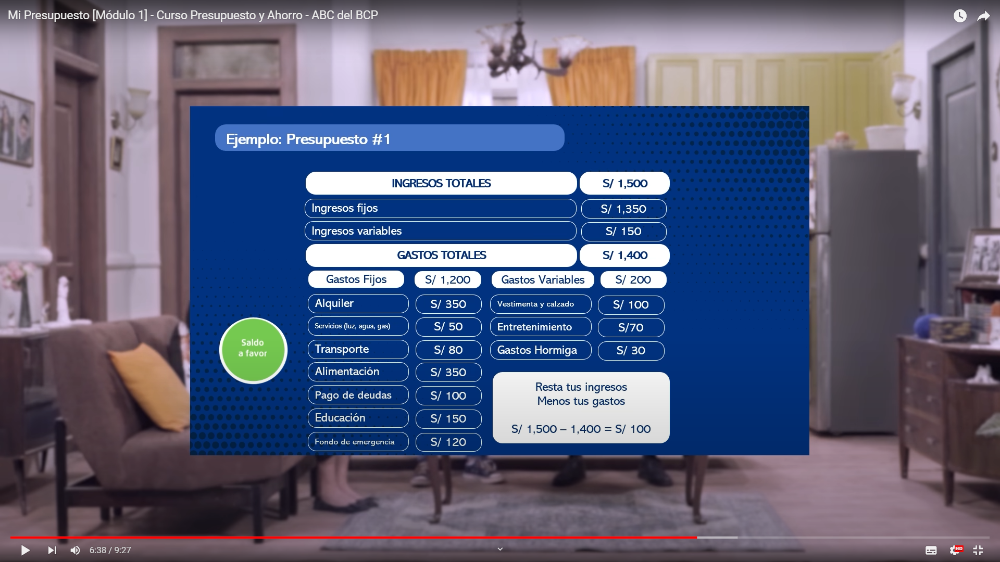 Mi Presupuesto [Módulo 1] - Curso Presupuesto y Ahorro - ABC del BCP
Ejemplo: Presupuesto #1
INGRESOS TOTALES S/ 1,500
Ingresos fijos S/ 1,350
Ingresos variables S/ 150
GASTOS TOTALES S/ 1,400
Gastos Fijos S/ 1,200 Gastos Variables S/ 200
Alquiler S/ 350 Vestimenta y calzado S/ 100
Servicios (luz, agua, gas) S/ 50 Entretenimiento S/70
Transporte S/ 80 Gastos Hormiga S/ 30
Alimentación S/ 350
Pago de deudas S/ 100
Educación S/ 150
Fondo de emergencia S/ 120
Saldo
a favor
Resta tus ingresos
Menos tus gastos
S/ 1,500 – 1,400 = S/ 100
6:38 / 9:27
HD